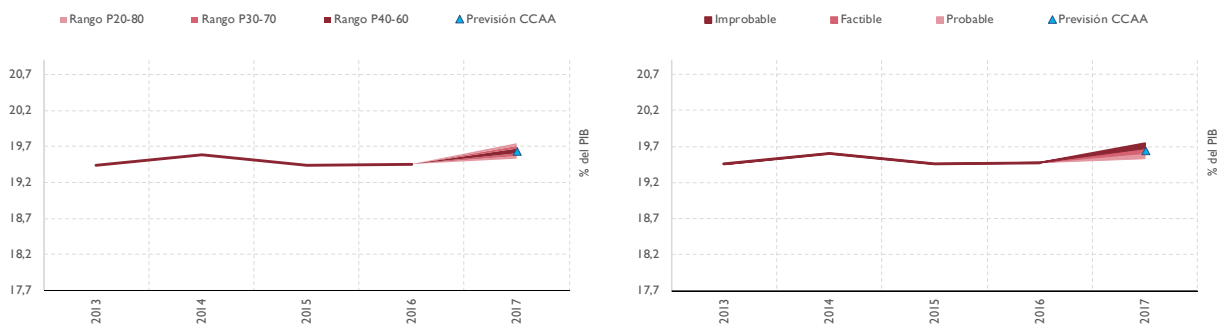 Rango P20-80 Rango P30-70 Rango P40-60 Previsión CCAA
20,7
20,2
19,7
19,2
18,7
18,2
17,7
% del PIB
2013 2014 2015 2016 2017
Improbable Factible Probable Previsión CCAA
20,7
20,2
19,7
19,2
18,7
18,2
17,7
% del PIB
2013 2014 2015 2016 2017